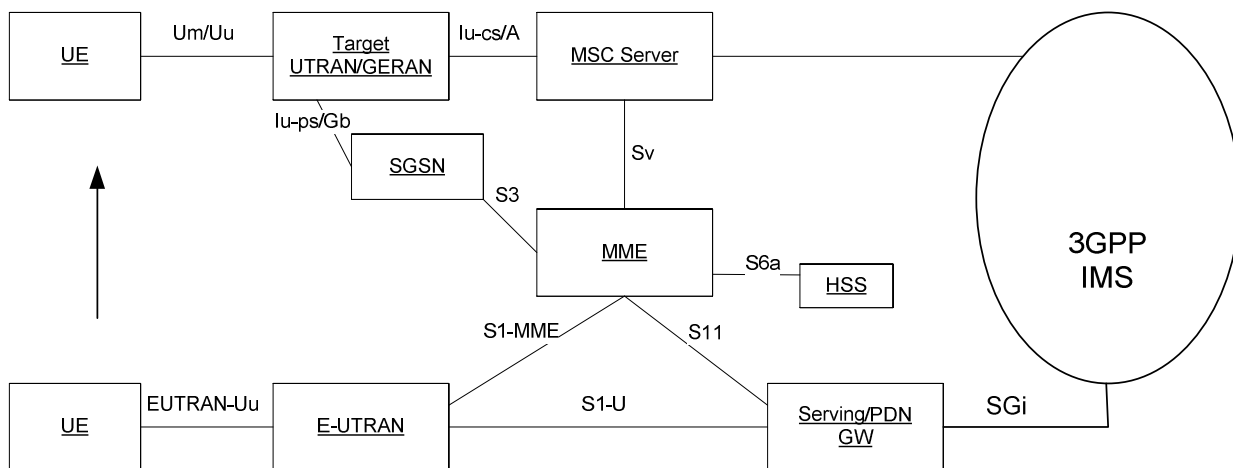 Um/Uu
Iu-cs/A
UE
Target
UTRAN/GERAN
MSC Server
Iu-ps/Gb
SGSN
Sv
S3
3GPP
IMS
MME
S6a
HSS
S1-MME
S11
EUTRAN-Uu
S1-U
SGi
UE
E-UTRAN
Serving/PDN
GW